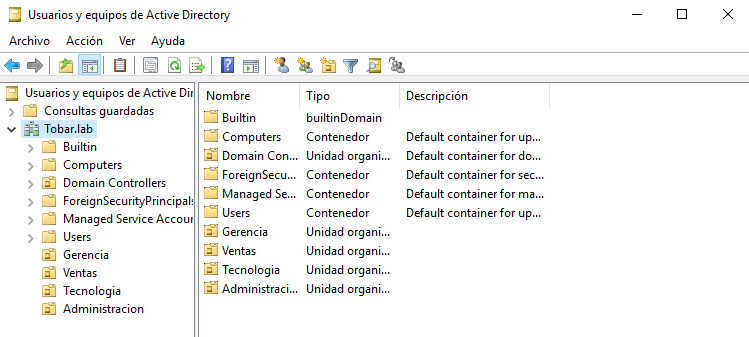 Usuarios y equipos de Active Directory
Archivo Acción Ver Ayuda
Usuarios y equipos de Active Dire
Consultas guardadas
Tobar.lab
Builtin
Computers
Domain Controllers
ForeignSecurityPrincipals
Managed Service Accour
Users
Gerencia
Ventas
Tecnologia
Administracion
Nombre Tipo Descripción
Builtin builtinDomain
Computers Contenedor Default container for up...
Domain Con... Unidad organi... Default container for do...
ForeignSecu... Contenedor Default container for sec...
Managed Se... Contenedor Default container for ma...
Users Contenedor Default container for up...
Gerencia Unidad organi...
Ventas Unidad organi...
Tecnologia Unidad organi...
Administraci... Unidad organi...